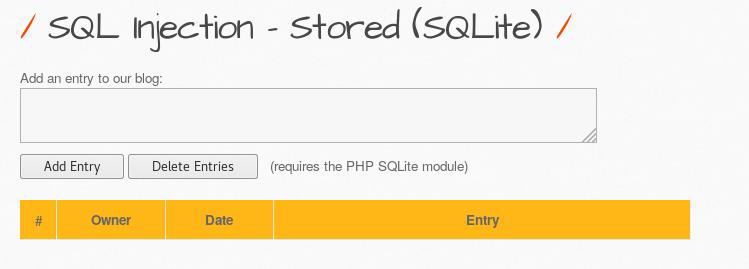 / SQL Injection - Stored (SQLite) /
Add an entry to our blog:
Add Entry Delete Entries (requires the PHP SQLite module)
# Owner Date Entry